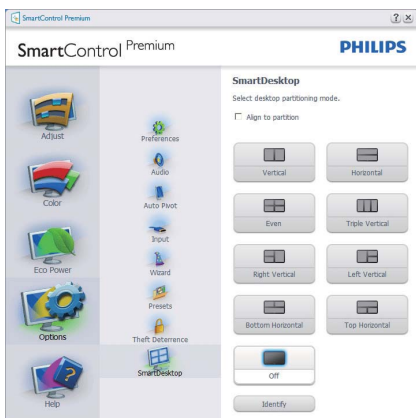 SmartControl Premium
SmartControl Premium
PHILIPS
Adjust
Color
Eco Power
Options
Help
Preferences
Audio
Auto Pivot
Input
Wizard
Presets
Theft Deterrence
SmartDesktop
SmartDesktop
Select desktop partitioning mode.
Align to partition
Vertical
Horizontal
Even
Triple Vertical
Right Vertical
Left Vertical
Bottom Horizontal
Top Horizontal
Off
Identify